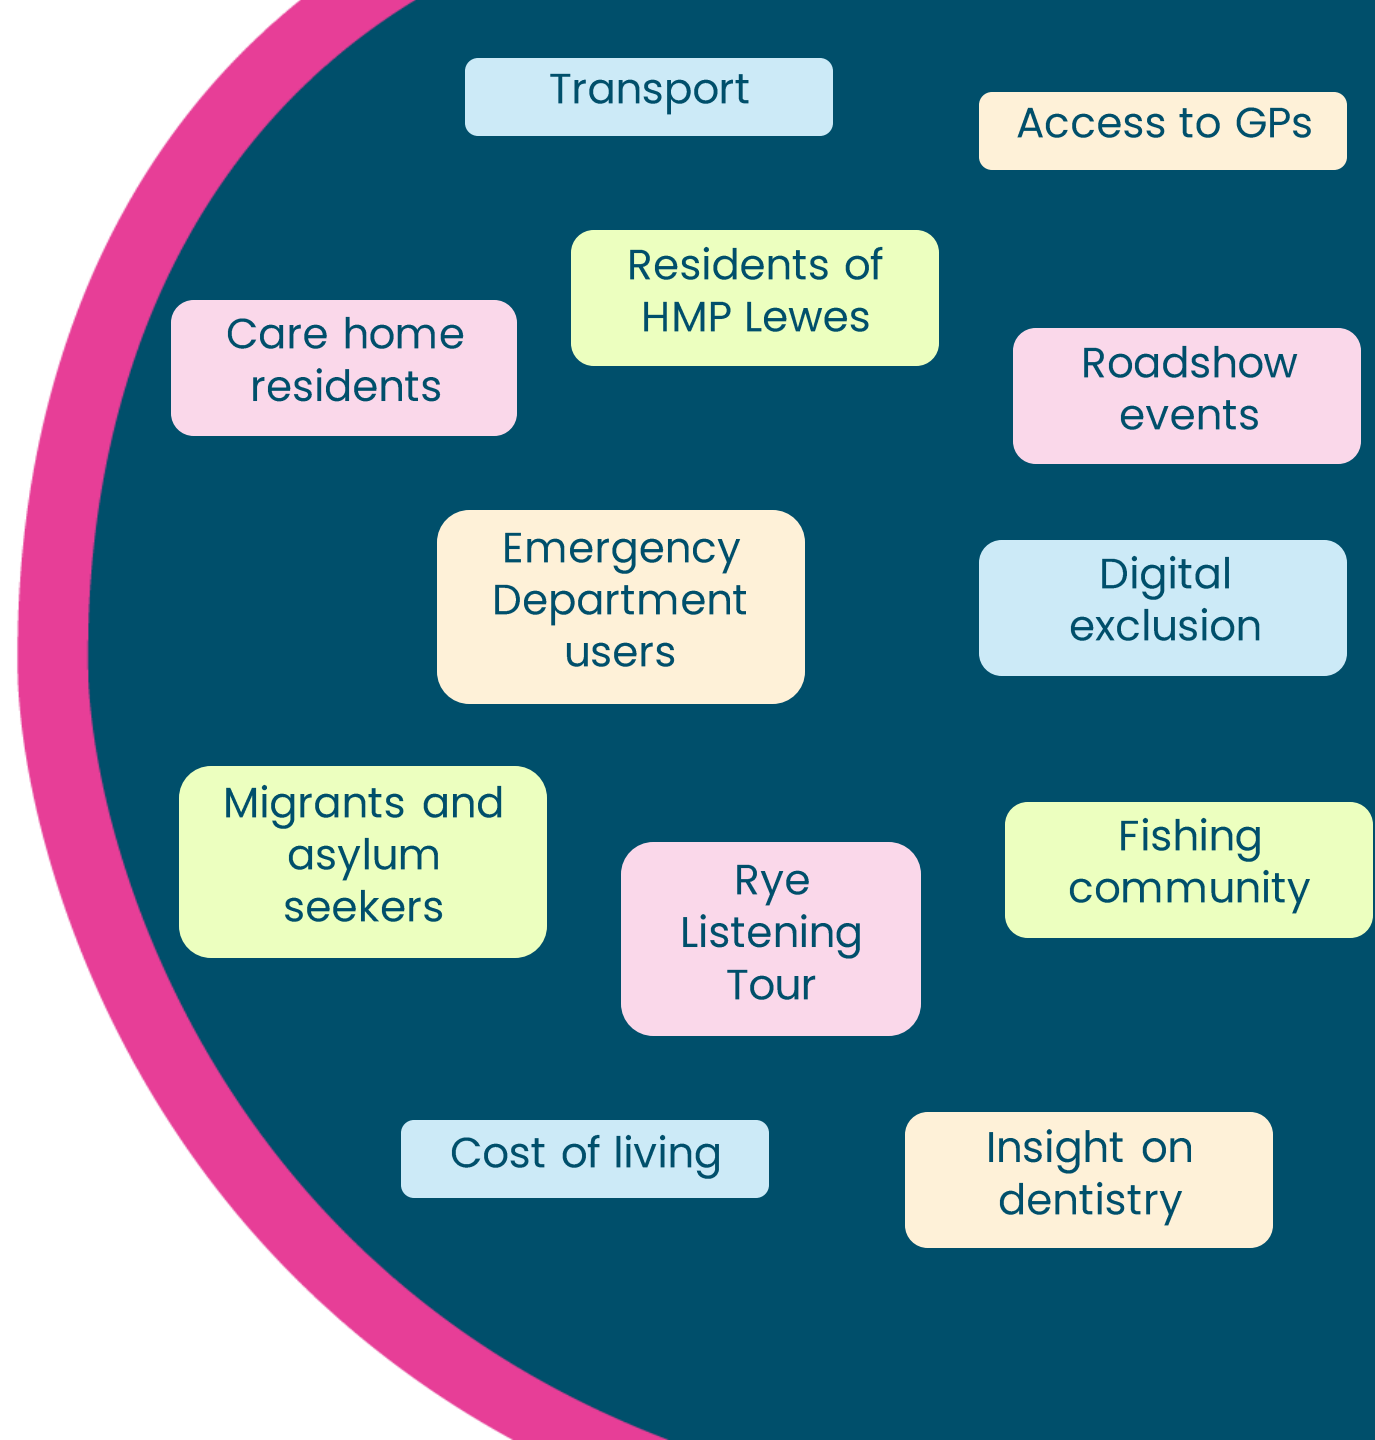 Transport
Access to GPs
Residents of
HMP Lewes
Care home
residents
Roadshow
events
Emergency
Department
users
Digital
exclusion
Migrants and
asylum
seekers
Rye
Listening
Tour
Fishing
community
Cost of living
Insight on
dentistry